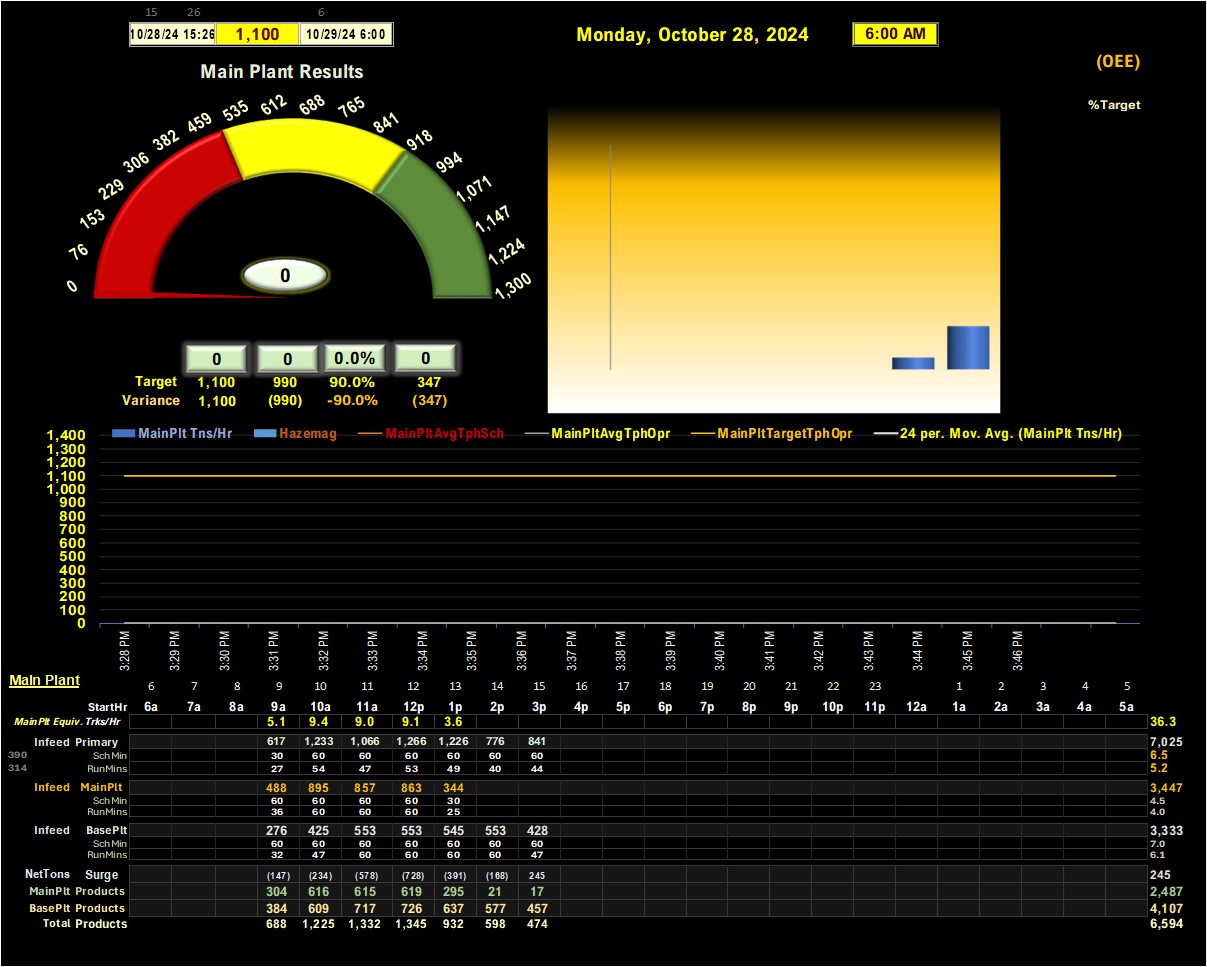 15 26 6
10/28/24 15:26 1,100 10/29/24 6:00 Monday, October 28, 2024 6:00 AM
(OEE)
Main Plant Results
%Target
0 76 153 229 306 382 459 535 612 688 765 841 918 994 1,071 1,147 1,224 1,300
0
0 0 0.0% 0
Target 1,100 990 90.0% 347
Variance 1,100 (990) -90.0% (347)
MainPlt Tns/Hr Hazemag MainPltAvgTphSch MainPltAvgTphOpr MainPltTargetTphOpr 24 per. Mov. Avg. (MainPlt Tns/Hr)
1,400
1,300
1,200
1,100
1,000
900
800
700
600
500
400
300
200
100
0
3:28 PM 3:29 PM 3:30 PM 3:31 PM 3:32 PM 3:33 PM 3:34 PM 3:35 PM 3:36 PM 3:37 PM 3:38 PM 3:39 PM 3:40 PM 3:41 PM 3:42 PM 3:43 PM 3:44 PM 3:45 PM 3:46 PM
Main Plant
6 7 8 9 10 11 12 13 14 15 16 17 18 19 20 21 22 23 1 2 3 4 5
StartHr 6a 7a 8a 9a 10a 11a 12p 1p 2p 3p 4p 5p 6p 7p 8p 9p 10p 11p 12a 1a 2a 3a 4a 5a
MainPlt Equiv. Trks/Hr 5.1 9.4 9.0 9.1 3.6 36.3
Infeed Primary 617 1,233 1,066 1,266 1,226 776 841 7,025
390 SchMin 30 60 60 60 60 60 60 6.5
314 RunMins 27 54 47 53 49 40 44 5.2
Infeed MainPlt 488 895 857 863 344 3,447
SchMin 60 60 60 60 30 4.5
RunMins 36 60 60 60 25 4.0
Infeed BasePlt 276 425 553 553 545 553 428 3,333
SchMin 60 60 60 60 60 60 60 7.0
RunMins 32 47 60 60 60 60 47 6.1
NetTons Surge (147) (234) (578) (728) (391) (168) 245 245
MainPlt Products 304 616 615 619 295 21 17 2,487
BasePlt Products 384 609 717 726 637 577 457 4,107
Total Products 688 1,225 1,332 1,345 932 598 474 6,594